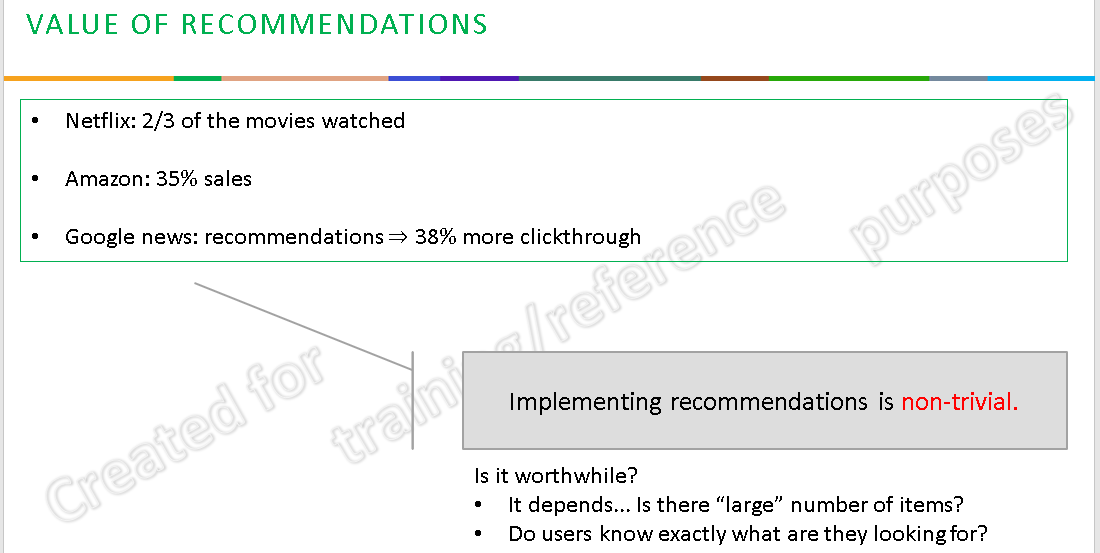 VALUE OF RECOMMENDATIONS
• Netflix: 2/3 of the movies watched
• Amazon: 35% sales
• Google news: recommendations ⇒ 38% more clickthrough
Created for training/reference purposes
Implementing recommendations is non-trivial.
Is it worthwhile?
• It depends... Is there “large” number of items?
• Do users know exactly what are they looking for?